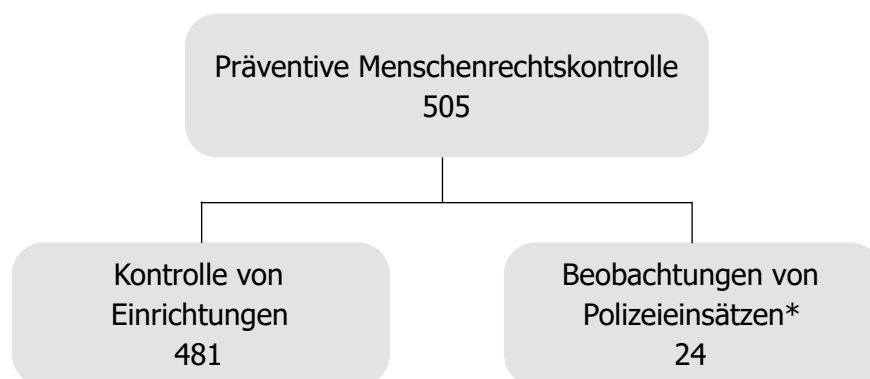 Präventive Menschenrechtskontrolle
505
Kontrolle von
Einrichtungen
481
Beobachtungen von
Polizeieinsätzen*
24